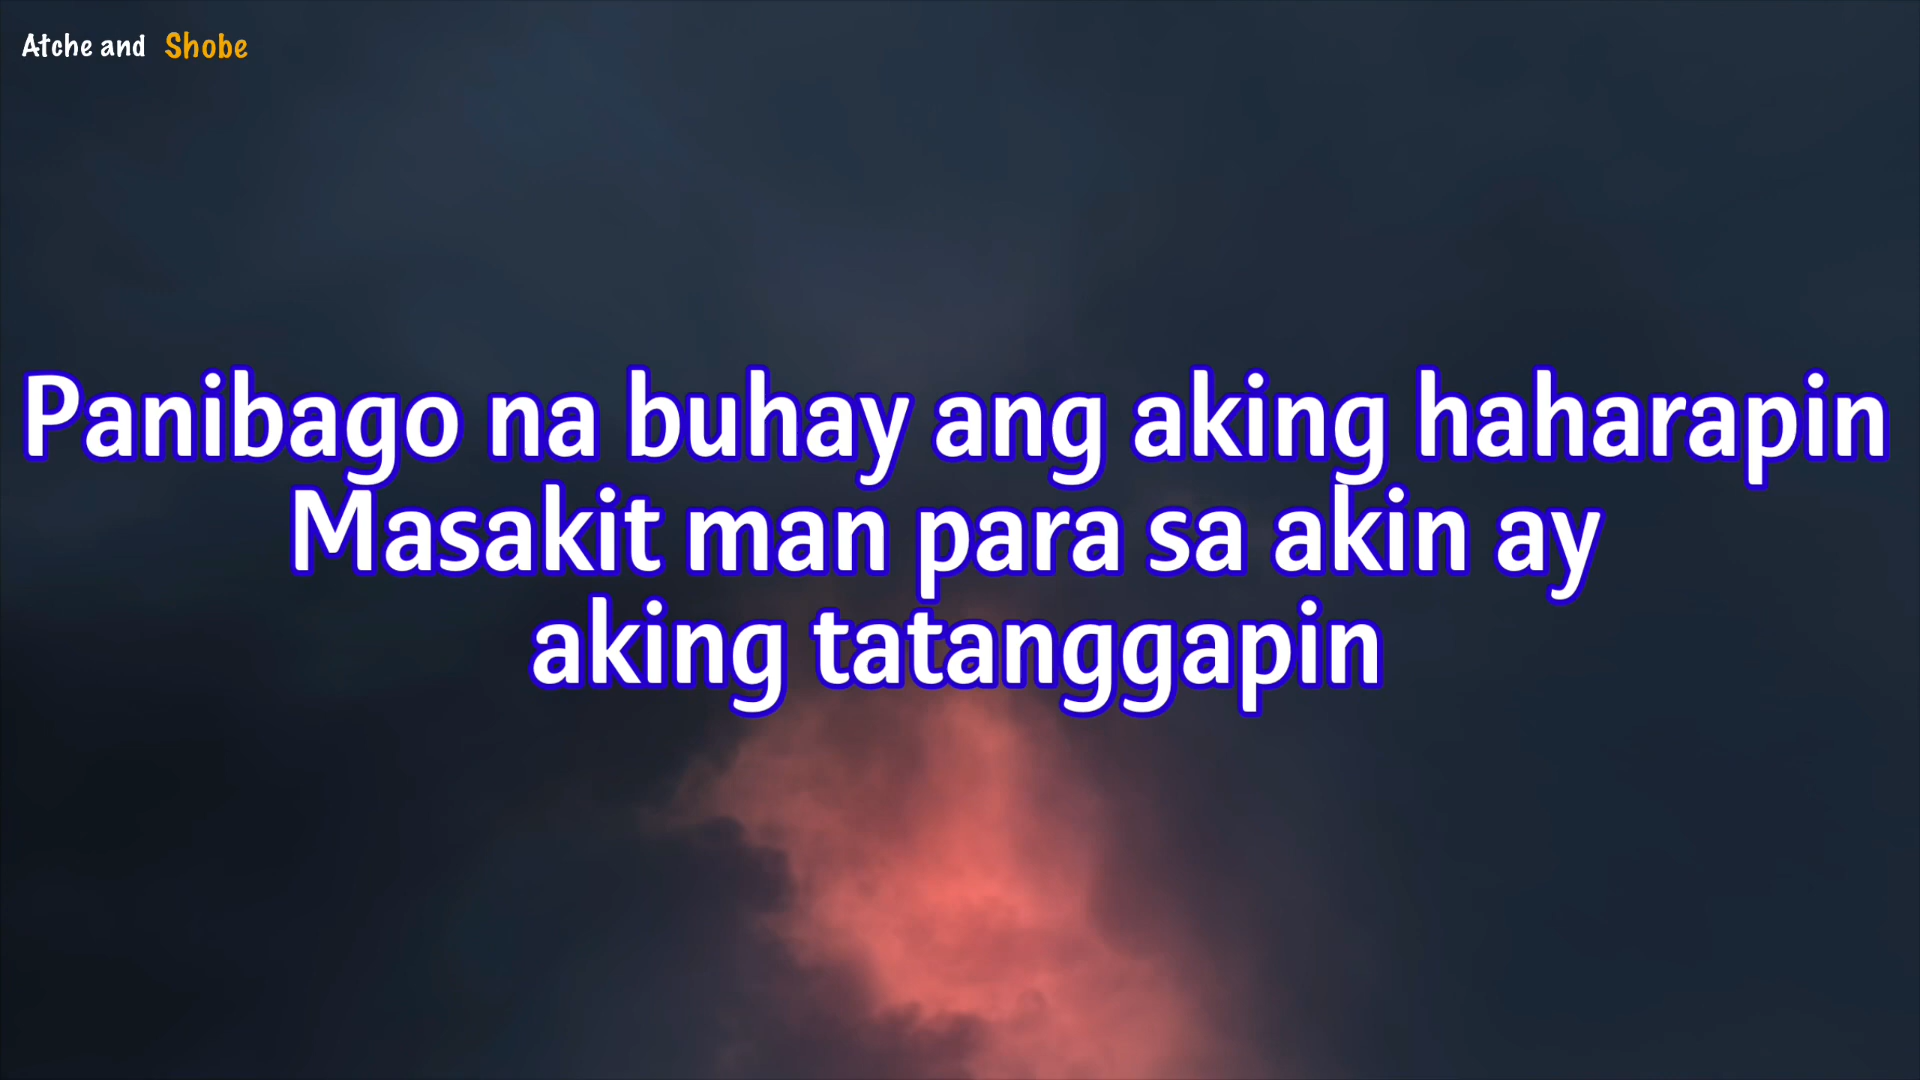 Atche and Shobe
Panibago na buhay ang aking haharapin
Masakit man para sa akin ay
aking tatanggapin